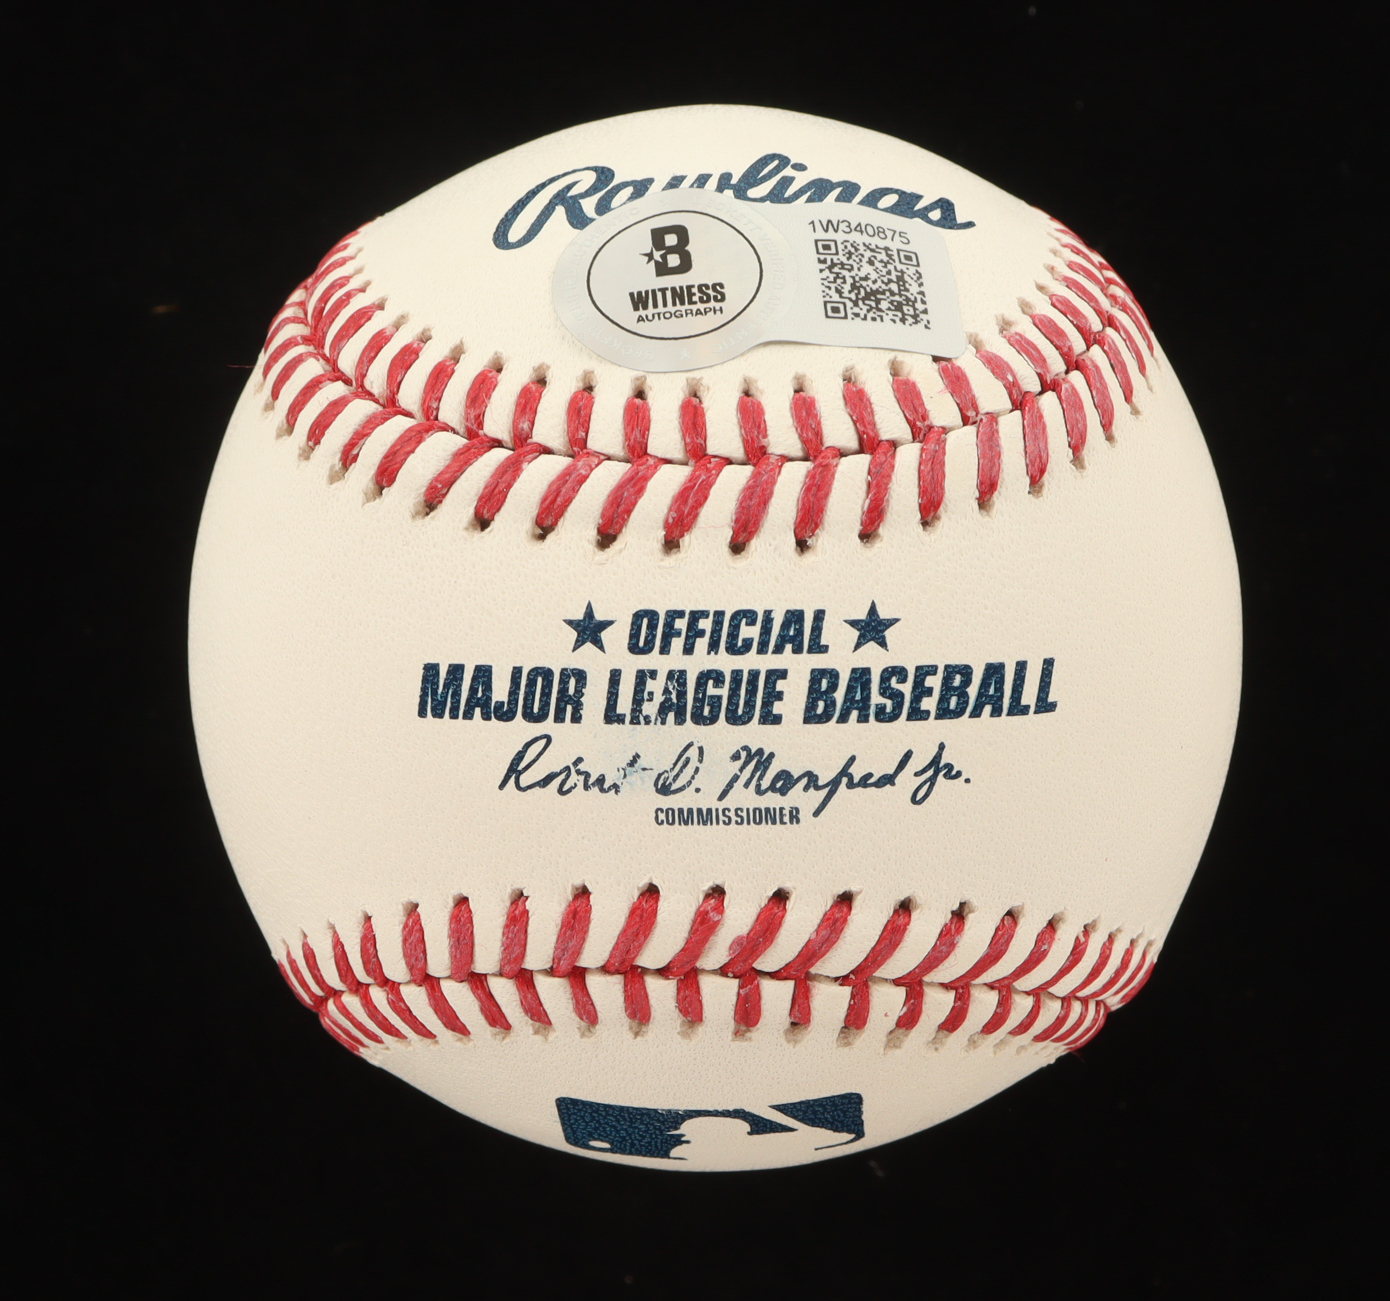 Rawlings
1W340875
B
WITNESS
AUTOGRAPH
★ OFFICIAL ★
MAJOR LEAGUE BASEBALL
Robert D. Manfred Jr.
COMMISSIONER